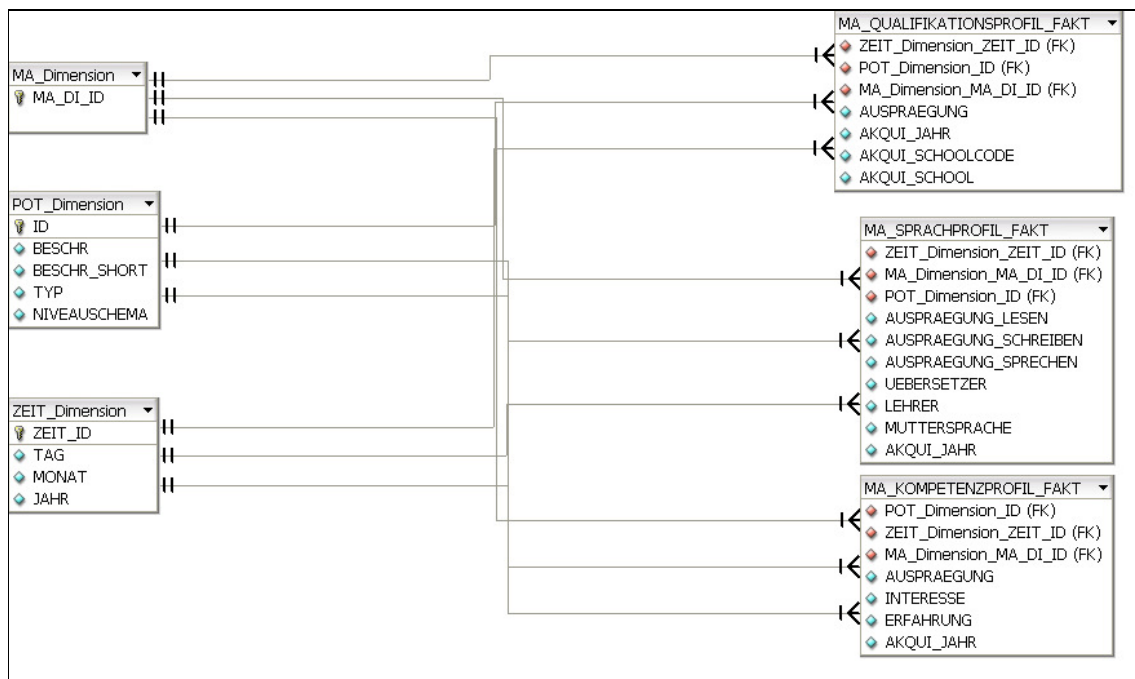 MA_Dimension
MA_DI_ID
POT_Dimension
ID
BESCHR
BESCHR_SHORT
TYP
NIVEAUSCHEMA
ZEIT_Dimension
ZEIT_ID
TAG
MONAT
JAHR
MA_QUALIFIKATIONSPROFIL_FAKT
ZEIT_Dimension_ZEIT_ID (FK)
POT_Dimension_ID (FK)
MA_Dimension_MA_DI_ID (FK)
AUSPRAEGUNG
AKQUI_JAHR
AKQUI_SCHOOLCODE
AKQUI_SCHOOL
MA_SPRACHPROFIL_FAKT
ZEIT_Dimension_ZEIT_ID (FK)
MA_Dimension_MA_DI_ID (FK)
POT_Dimension_ID (FK)
AUSPRAEGUNG_LESEN
AUSPRAEGUNG_SCHREIBEN
AUSPRAEGUNG_SPRECHEN
UEBERSETZER
LEHRER
MUTTERSPRACHE
AKQUI_JAHR
MA_KOMPETENZPROFIL_FAKT
POT_Dimension_ID (FK)
ZEIT_Dimension_ZEIT_ID (FK)
MA_Dimension_MA_DI_ID (FK)
AUSPRAEGUNG
INTERESSE
ERFAHRUNG
AKQUI_JAHR